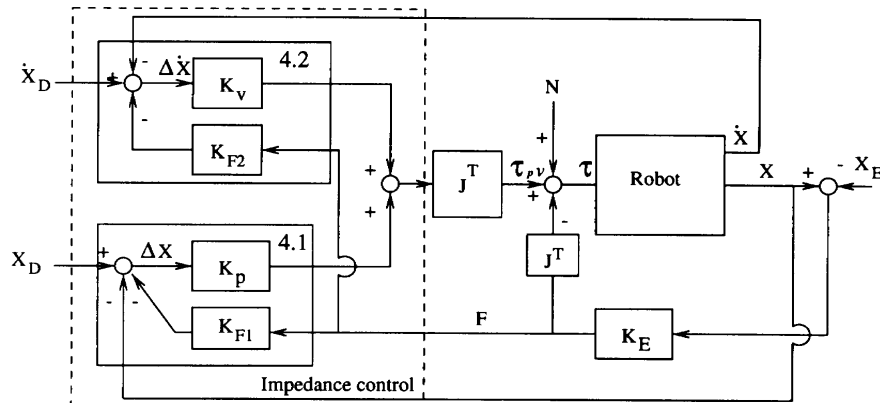 4.2
Ẋ_D
+
-
-
ΔẊ
K_v
K_F2
+
+
J^T
τ_pv
+
N
+
-
τ
Robot
Ẋ
X
+
-
X_E
J^T
4.1
X_D
+
-
-
ΔX
K_p
K_F1
F
K_E
Impedance control